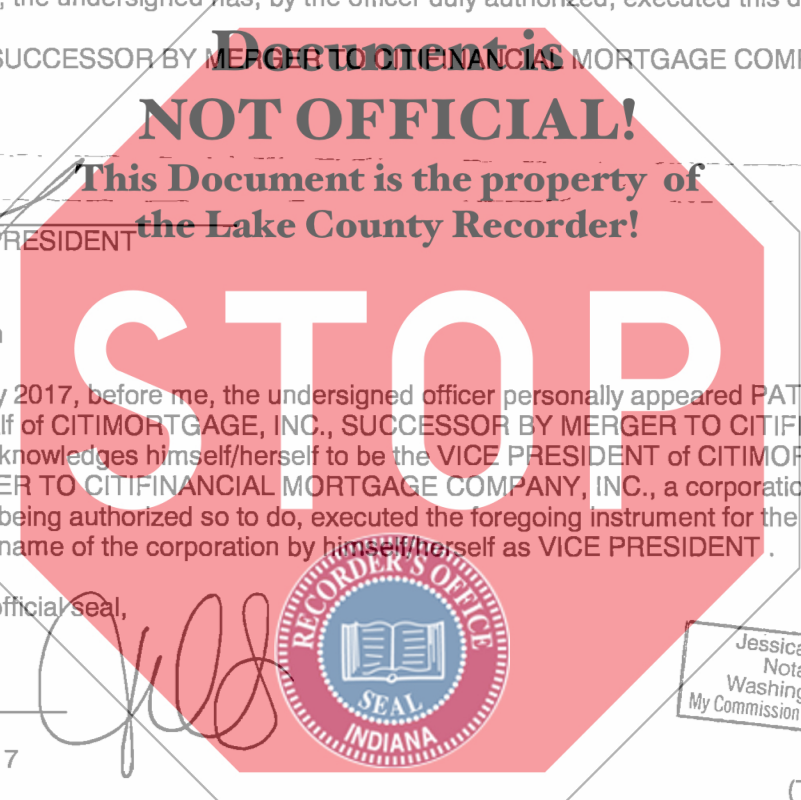 , the undersigned has, by the officer duly authorized, executed this d
SUCCESSOR BY MERGER TO CITIFINANCIAL MORTGAGE COM
Document is
NOT OFFICIAL!
This Document is the property of
the Lake County Recorder!
PRESIDENT
STOP
y 2017, before me, the undersigned officer personally appeared PAT
lf of CITIMORTGAGE, INC., SUCCESSOR BY MERGER TO CITIFI
knowledges himself/herself to be the VICE PRESIDENT of CITIMOR
ER TO CITIFINANCIAL MORTGAGE COMPANY, INC., a corporatio
being authorized so to do, executed the foregoing instrument for the
name of the corporation by himself/herself as VICE PRESIDENT .
official seal,
RECORDER'S OFFICE
SEAL
INDIANA
Jessica
Nota
Washing
My Commission
7